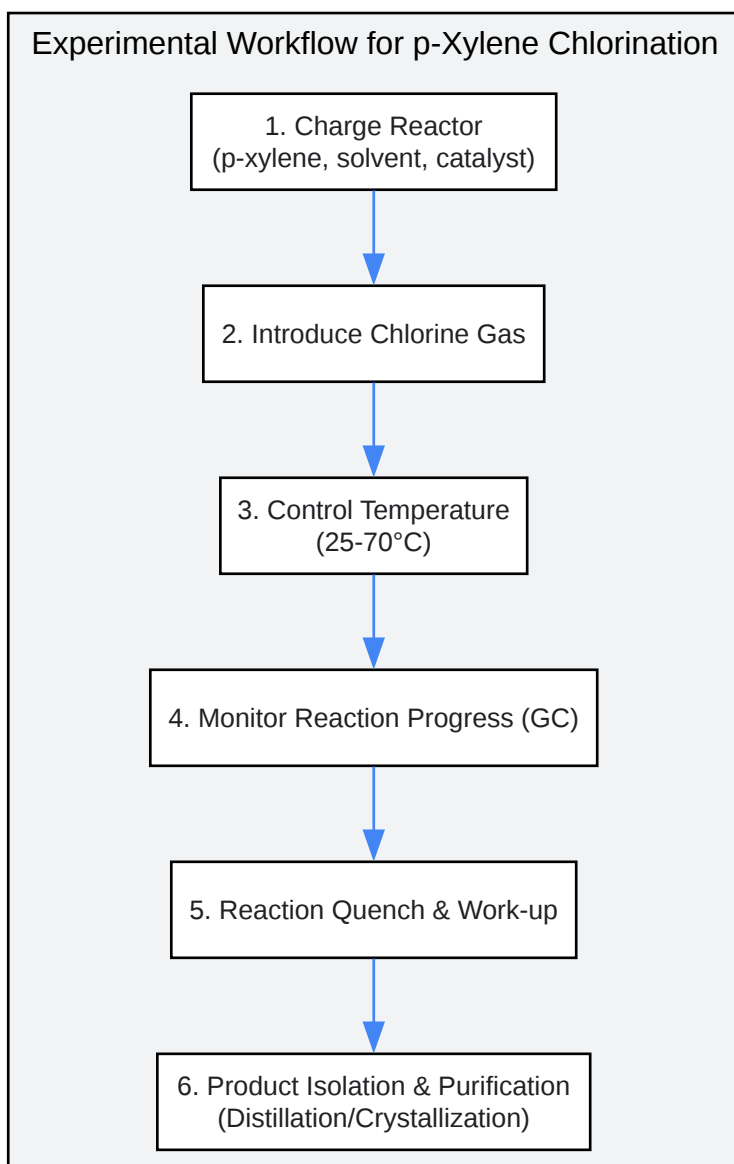 Experimental Workflow for p-Xylene Chlorination
1. Charge Reactor
(p-xylene, solvent, catalyst)
2. Introduce Chlorine Gas
3. Control Temperature
(25-70°C)
4. Monitor Reaction Progress (GC)
5. Reaction Quench & Work-up
6. Product Isolation & Purification
(Distillation/Crystallization)